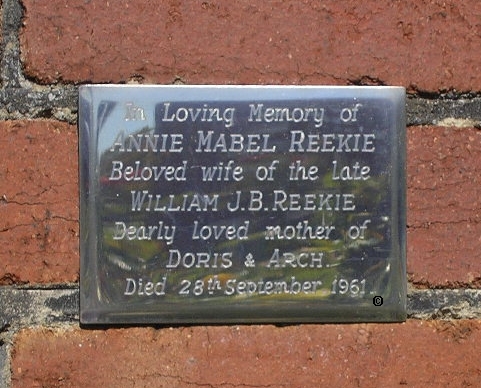 In Loving Memory of
ANNIE MABEL REEKIE
Beloved wife of the late
WILLIAM J.B. REEKIE
Dearly loved mother of
DORIS & ARCH.
Died 28th September 1961.
©